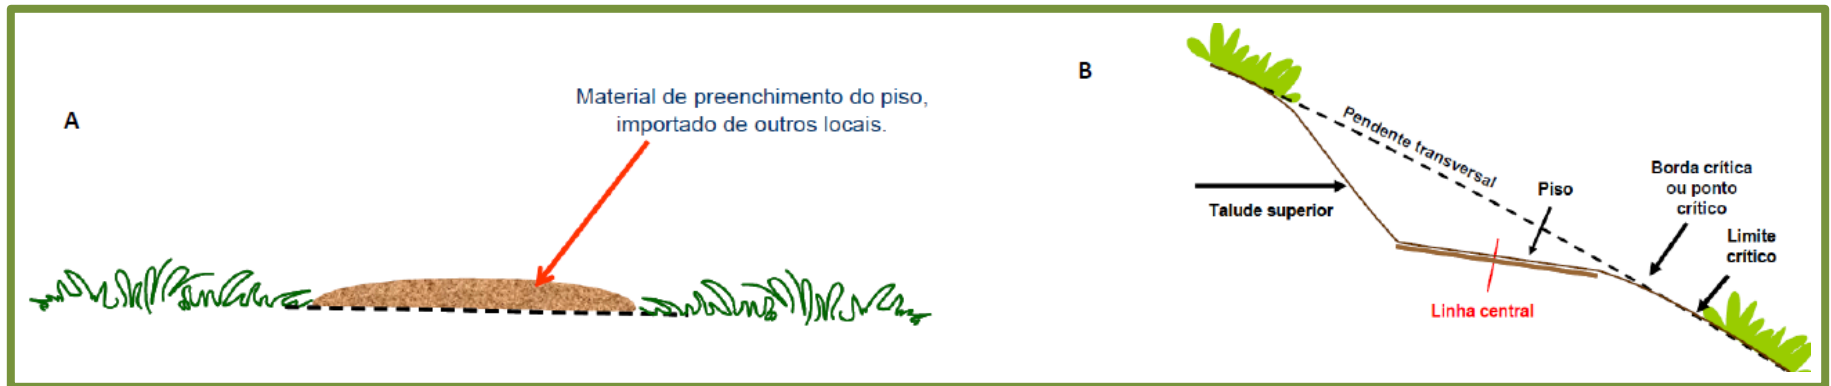 A
Material de preenchimento do piso,
importado de outros locais.
B
Pendente transversal
Talude superior
Piso
Borda crítica
ou ponto
crítico
Limite
crítico
Linha central